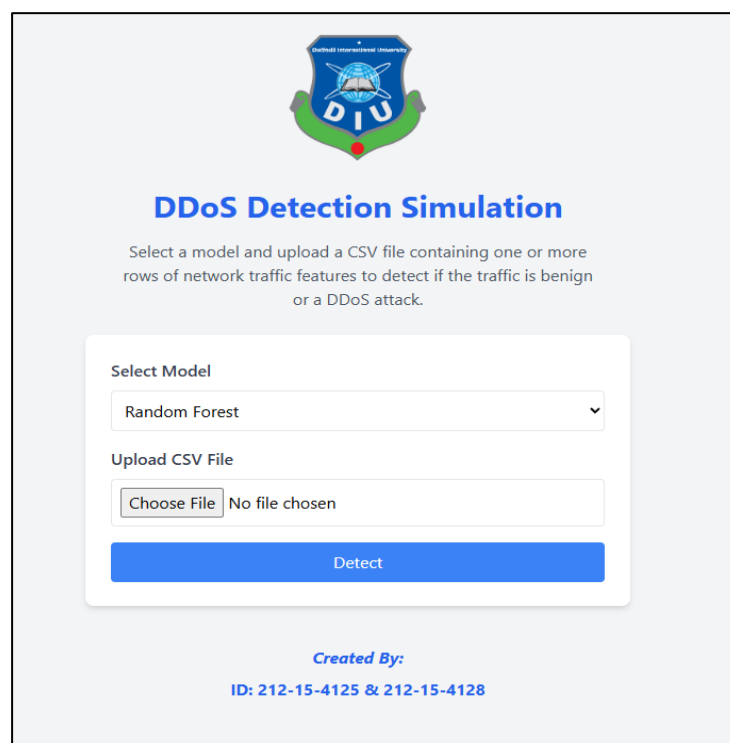 Daffodil International University
DIU
DDoS Detection Simulation
Select a model and upload a CSV file containing one or more
rows of network traffic features to detect if the traffic is benign
or a DDoS attack.
Select Model
Random Forest
Upload CSV File
Choose File No file chosen
Detect
Created By:
ID: 212-15-4125 & 212-15-4128